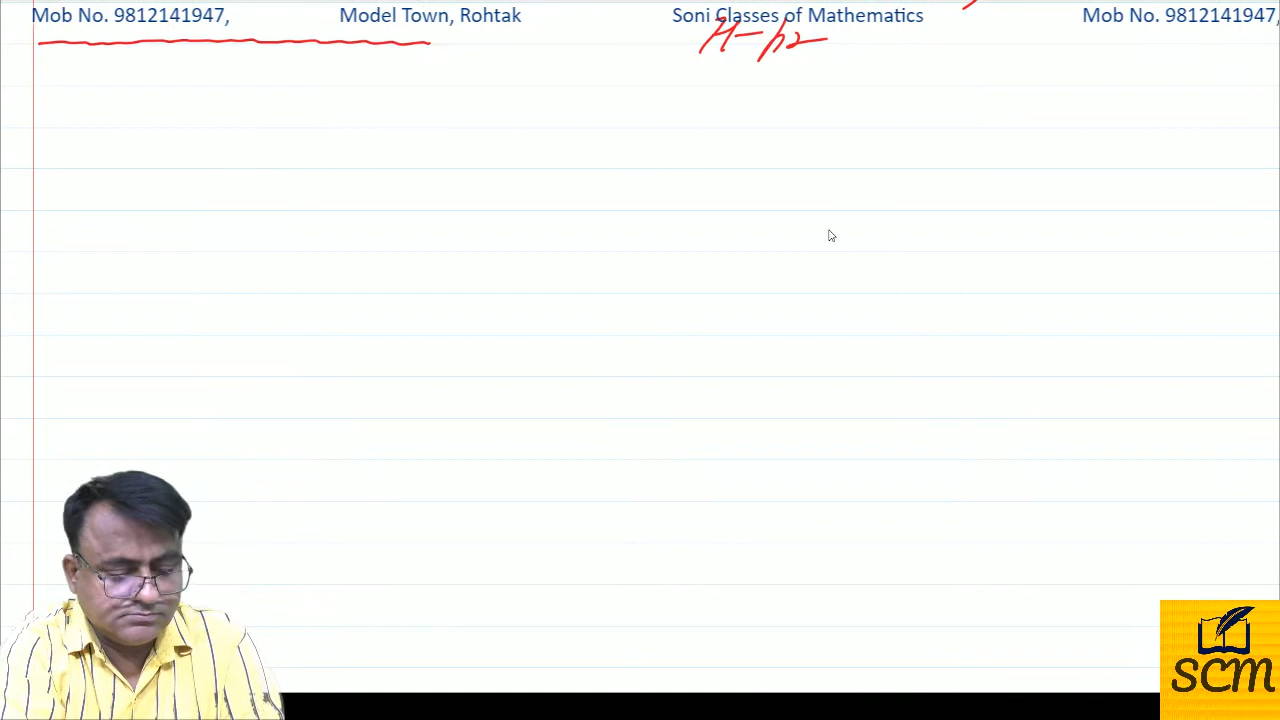 Mob No. 9812141947, Model Town, Rohtak Soni Classes of Mathematics Mob No. 9812141947,
SCM